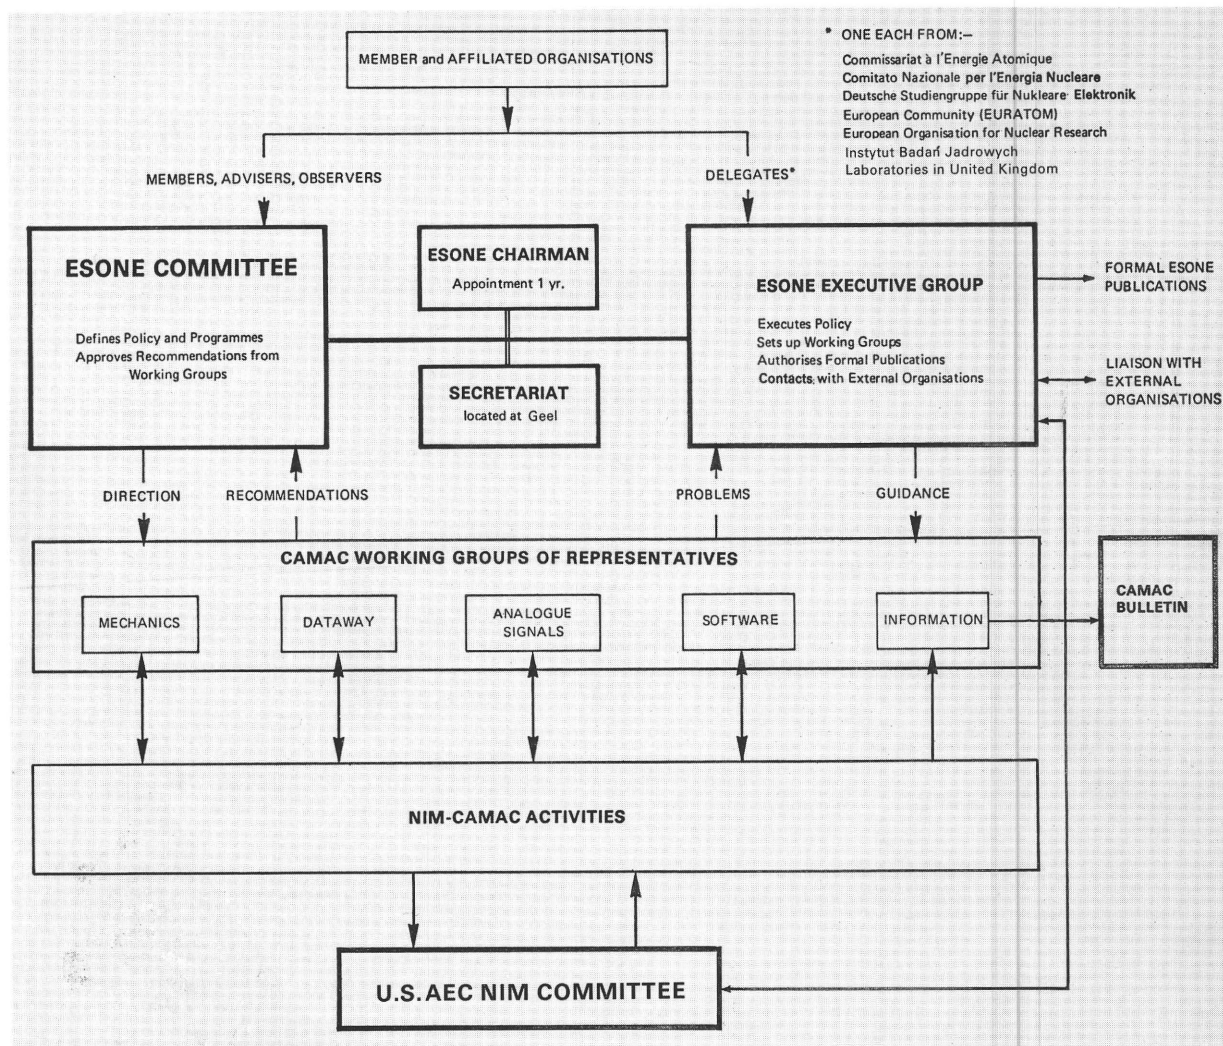 MEMBER and AFFILIATED ORGANISATIONS
* ONE EACH FROM:—
Commissariat à l'Energie Atomique
Comitato Nazionale per l'Energia Nucleare
Deutsche Studiengruppe für Nukleare Elektronik
European Community (EURATOM)
European Organisation for Nuclear Research
Instytut Badań Jadrowych
Laboratories in United Kingdom
MEMBERS, ADVISERS, OBSERVERS
DELEGATES*
ESONE COMMITTEE
Defines Policy and Programmes
Approves Recommendations from
Working Groups
ESONE CHAIRMAN
Appointment 1 yr.
SECRETARIAT
located at Geel
ESONE EXECUTIVE GROUP
Executes Policy
Sets up Working Groups
Authorises Formal Publications
Contacts with External Organisations
FORMAL ESONE
PUBLICATIONS
LIAISON WITH
EXTERNAL
ORGANISATIONS
DIRECTION
RECOMMENDATIONS
PROBLEMS
GUIDANCE
CAMAC WORKING GROUPS OF REPRESENTATIVES
MECHANICS
DATAWAY
ANALOGUE
SIGNALS
SOFTWARE
INFORMATION
CAMAC
BULLETIN
NIM-CAMAC ACTIVITIES
U.S. AEC NIM COMMITTEE